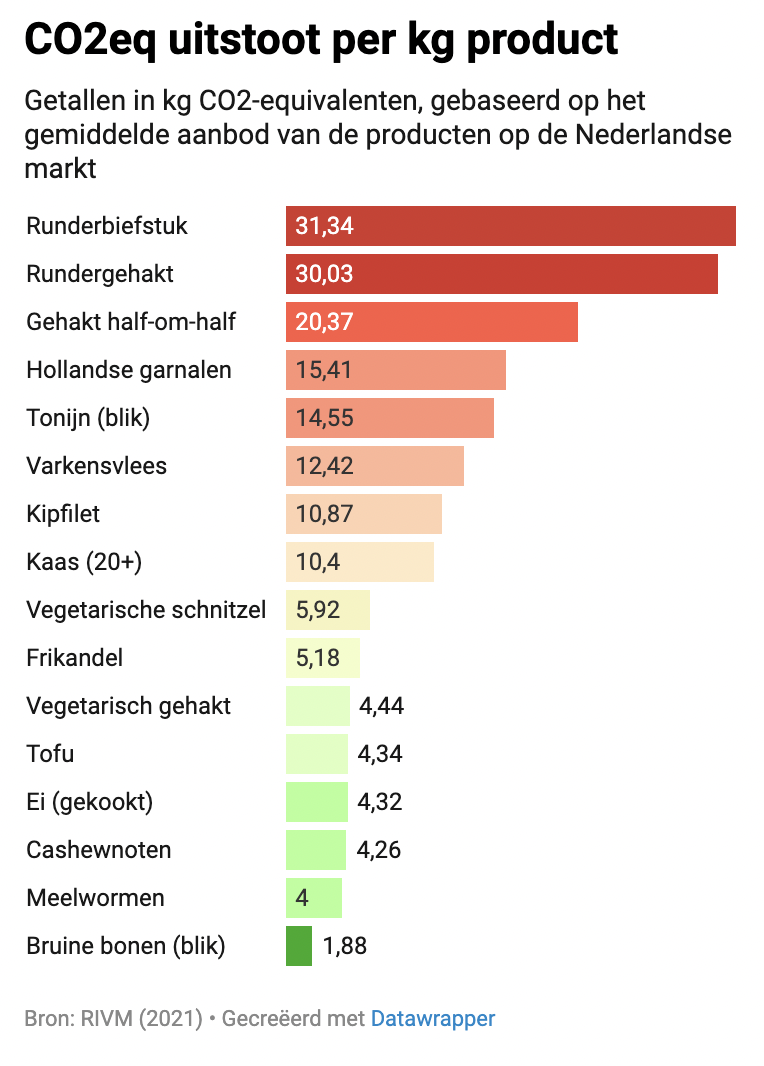 CO2eq uitstoot per kg product
Getallen in kg CO2-equivalenten, gebaseerd op het
gemiddelde aanbod van de producten op de Nederlandse
markt
Runderbiefstuk 31,34
Rundergehakt 30,03
Gehakt half-om-half 20,37
Hollandse garnalen 15,41
Tonijn (blik) 14,55
Varkensvlees 12,42
Kipfilet 10,87
Kaas (20+) 10,4
Vegetarische schnitzel 5,92
Frikandel 5,18
Vegetarisch gehakt 4,44
Tofu 4,34
Ei (gekookt) 4,32
Cashewnoten 4,26
Meelwormen 4
Bruine bonen (blik) 1,88
Bron: RIVM (2021) • Gecreëerd met Datawrapper